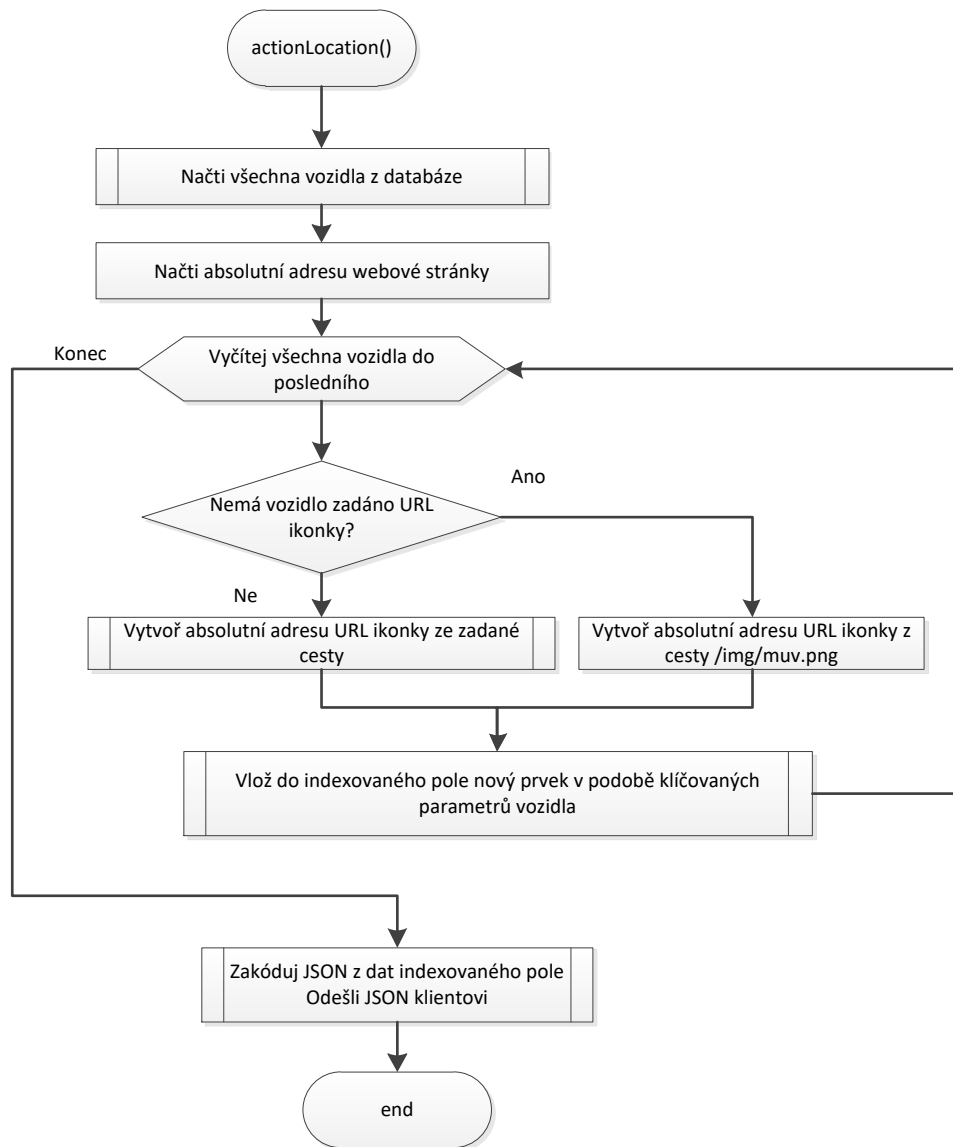 actionLocation()
Načti všechna vozidla z databáze
Načti absolutní adresu webové stránky
Konec
Vyčítej všechna vozidla do
posledního
Ano
Nemá vozidlo zadáno URL
ikonky?
Ne
Vytvoř absolutní adresu URL ikonky ze zadané
cesty
Vytvoř absolutní adresu URL ikonky z
cesty /img/muv.png
Vlož do indexovaného pole nový prvek v podobě klíčovaných
parametrů vozidla
Zakóduj JSON z dat indexovaného pole
Odešli JSON klientovi
end